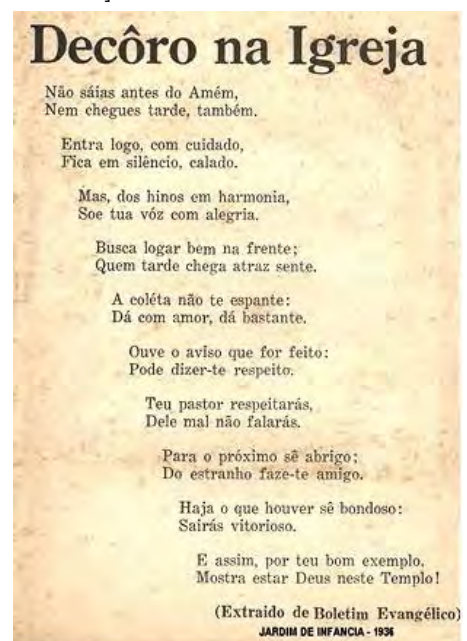 Decôro na Igreja
Não sáias antes do Amém,
Nem chegues tarde, também.
Entra logo, com cuidado,
Fica em silêncio, calado.
Mas, dos hinos em harmonia,
Soe tua vóz com alegria.
Busca logar bem na frente;
Quem tarde chega atraz sente.
A coléta não te espante:
Dá com amor, dá bastante.
Ouve o aviso que for feito:
Pode dizer-te respeito.
Teu pastor respeitarás,
Dele mal não falarás.
Para o próximo sê abrigo;
Do estranho faze-te amigo.
Haja o que houver sê bondoso:
Sairás vitorioso.
E assim, por teu bom exemplo,
Mostra estar Deus neste Templo!
(Extraido de Boletim Evangélico)
JARDIM DE INFANCIA - 1936